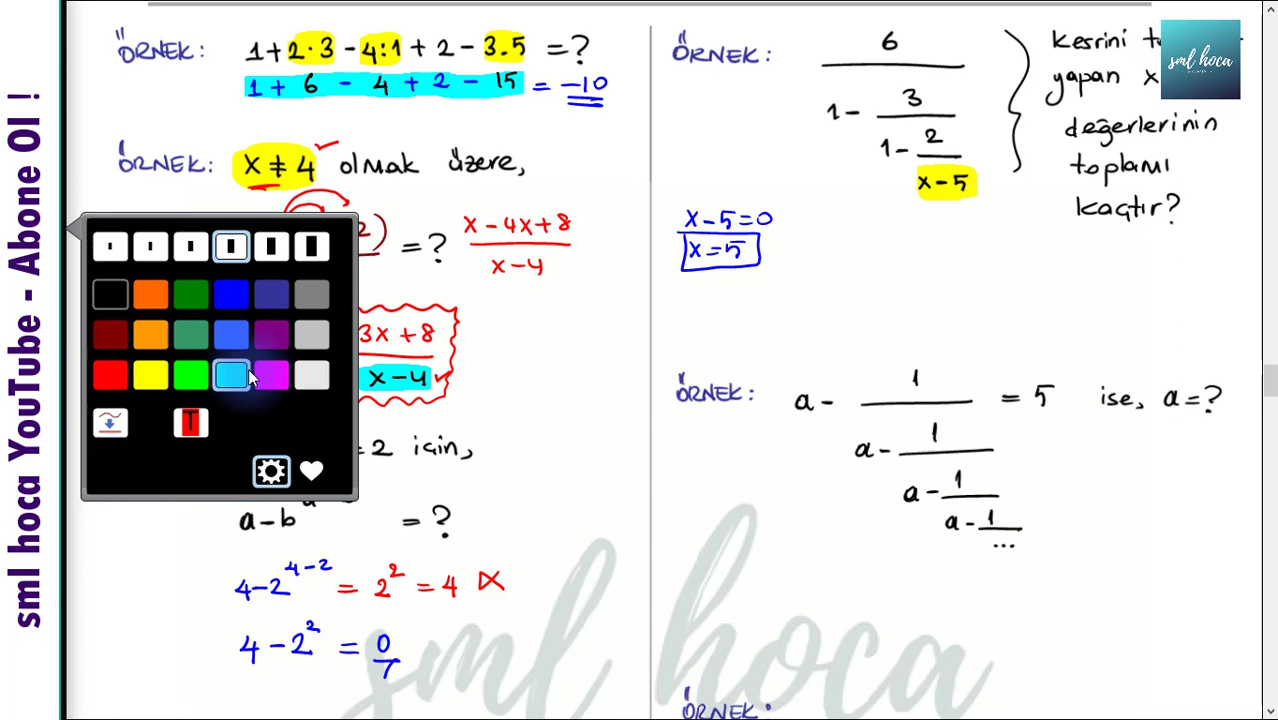 sml hoca YouTube - Abone Ol !
ÖRNEK: 1+2·3 - 4:1 + 2 - 3.5 = ?
1 + 6 - 4 + 2 - 15 = -10
ÖRNEK: x ≠ 4 olmak üzere,
2) = ? x-4x+8 / x-4
3x+8 / x-4
=2 için,
a-b = ?
4-2^4-2 = 2^2 = 4
4-2^2 = 0
ÖRNEK: 6 / 1 - 3 / 1 - 2 / x-5
kesrini
yapan x
değerlerinin
toplamı
kaçtır?
sml hoca
x-5=0
x=5
ÖRNEK: a - 1 / a - 1 / a - 1 / a - 1 / ... = 5 ise, a=?
sml hoca
ÖRNEK: